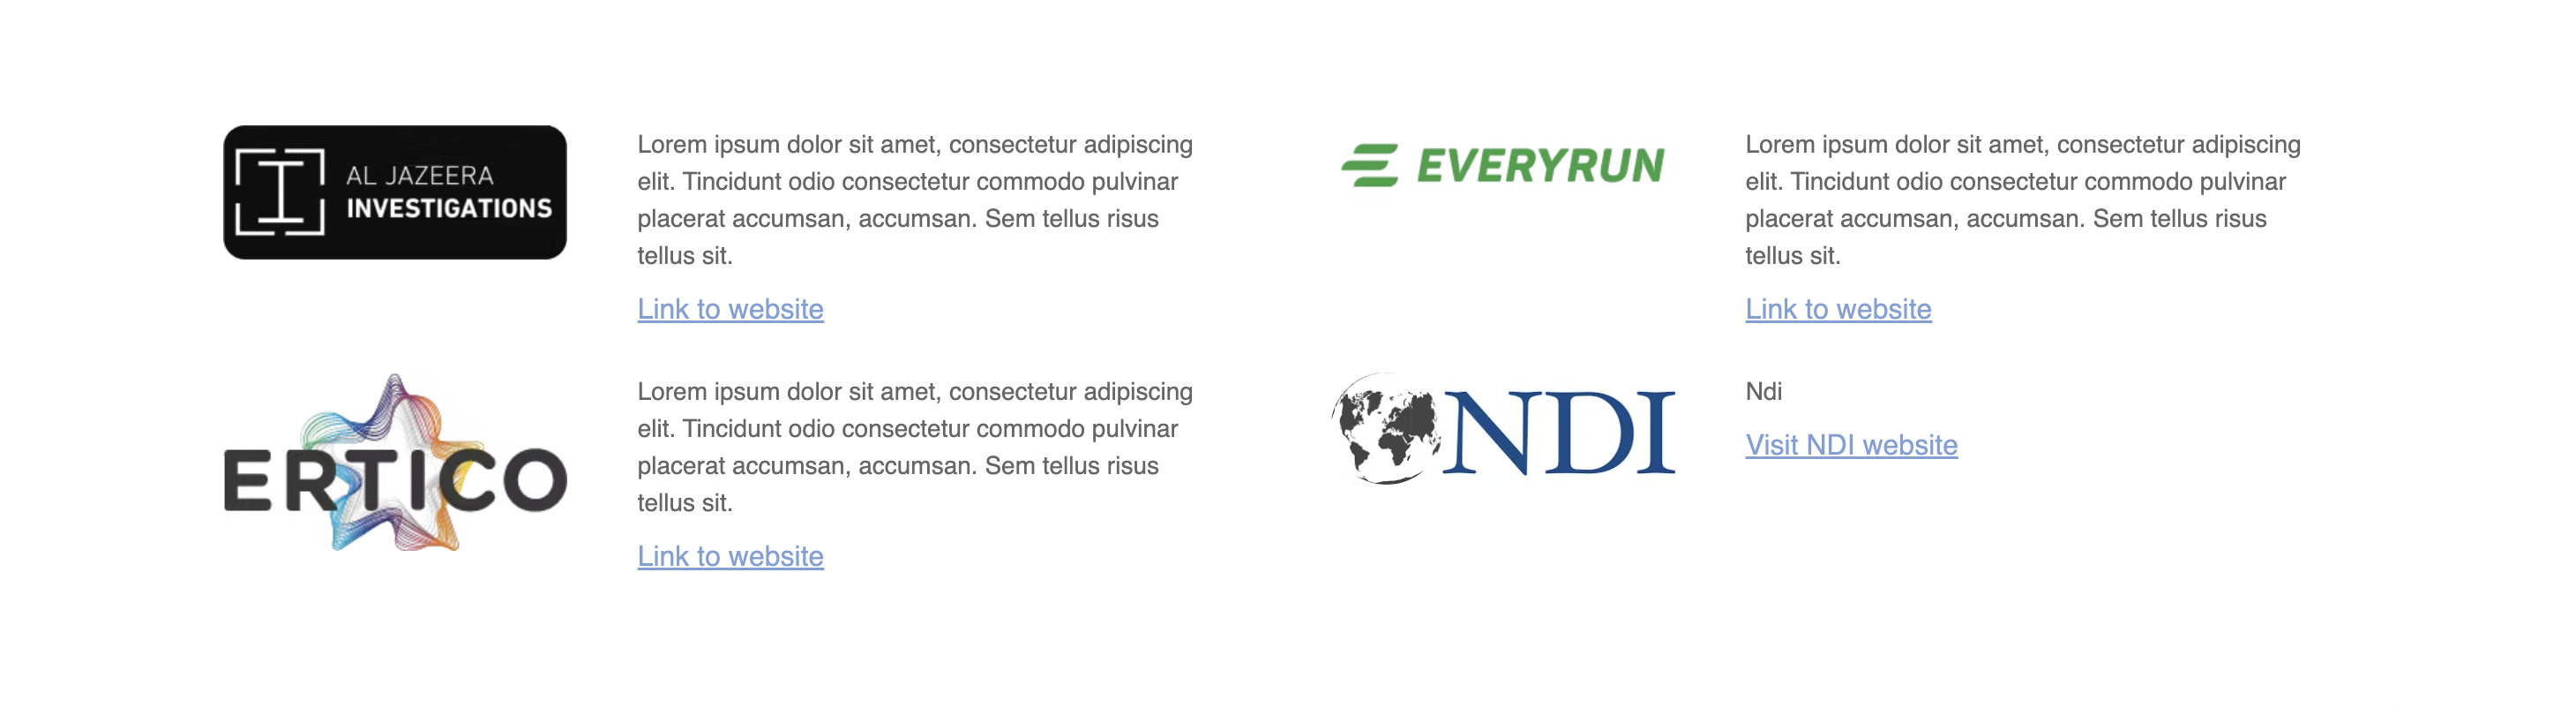 AL JAZEERA
INVESTIGATIONS
Lorem ipsum dolor sit amet, consectetur adipiscing
elit. Tincidunt odio consectetur commodo pulvinar
placerat accumsan, accumsan. Sem tellus risus
tellus sit.
Link to website
EVERYRUN
Lorem ipsum dolor sit amet, consectetur adipiscing
elit. Tincidunt odio consectetur commodo pulvinar
placerat accumsan, accumsan. Sem tellus risus
tellus sit.
Link to website
ERTICO
Lorem ipsum dolor sit amet, consectetur adipiscing
elit. Tincidunt odio consectetur commodo pulvinar
placerat accumsan, accumsan. Sem tellus risus
tellus sit.
Link to website
NDI
Ndi
Visit NDI website